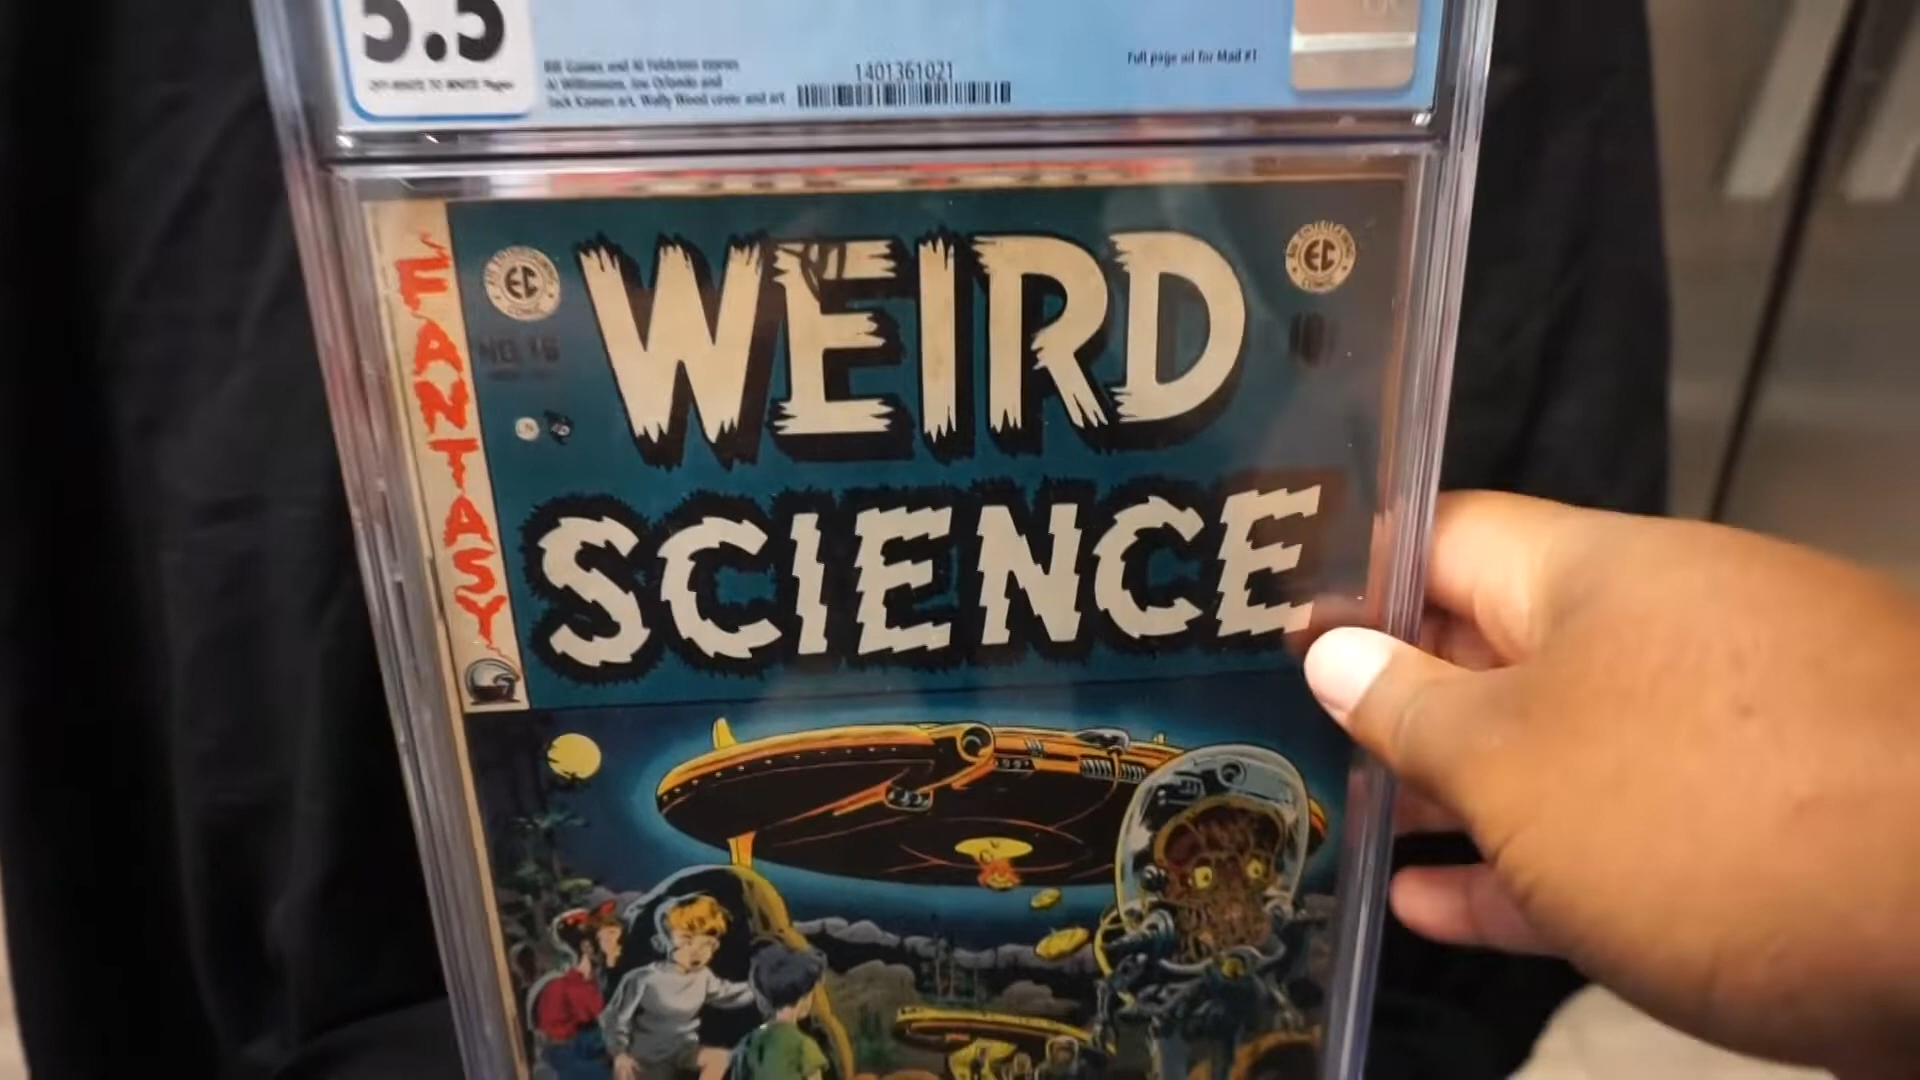 5.5
OFF-WHITE TO WHITE Pages
Bill Gaines and Al Feldstein stories
Al Williamson, Joe Orlando and
Jack Kamen art, Wally Wood cover and art
1401361021
Full page ad for Mad #1
FANTASY
EC
NO. 16
WEIRD
SCIENCE
EC